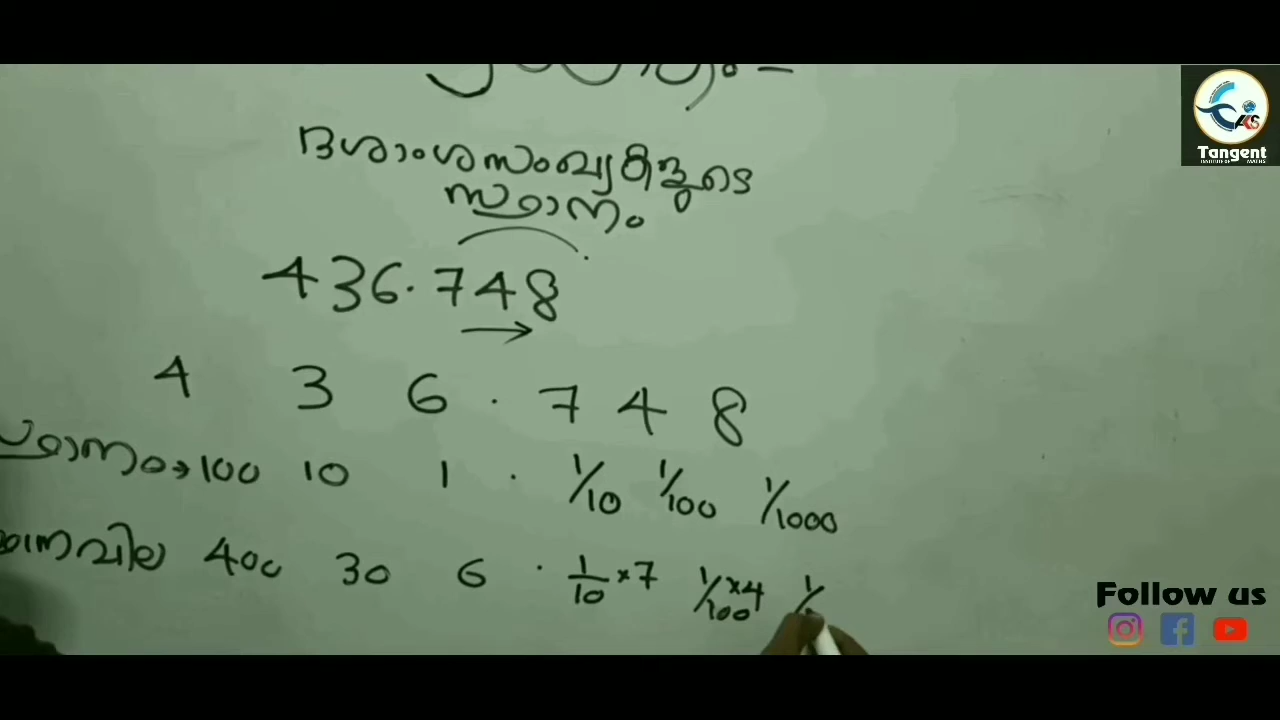 ദശാംശസംഖ്യകളുടെ
സ്ഥാനം
436.748
4 3 6 . 7 4 8
സ്ഥാനം→100 10 1 . 1/10 1/100 1/1000
സ്ഥാനവില 400 30 6 . 1/10×7 1/100×4 1/
Tangent
Follow us